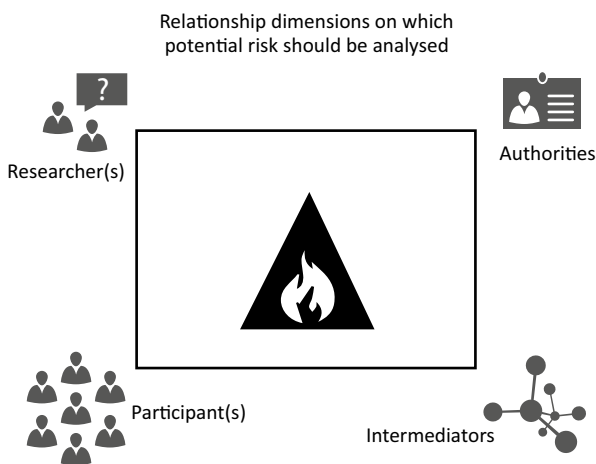 Relationship dimensions on which
potential risk should be analysed
?
Researcher(s)
Authorities
Participant(s)
Intermediators